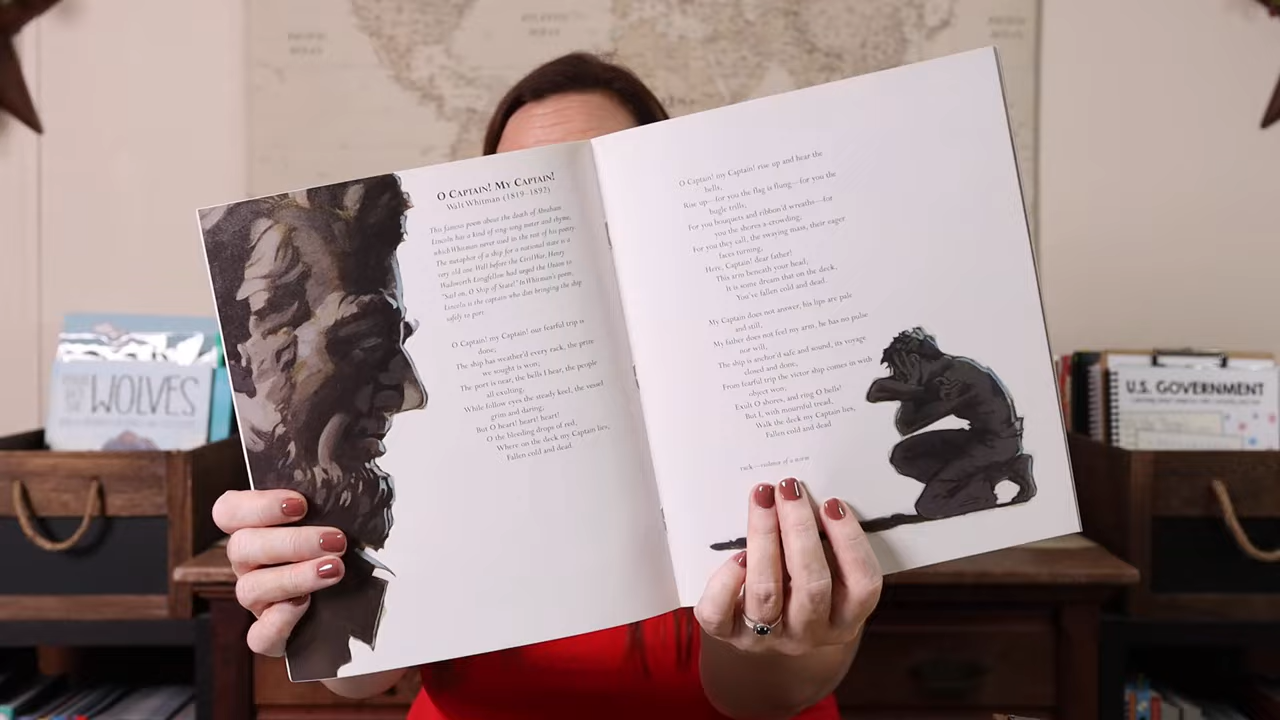 O CAPTAIN! MY CAPTAIN!
Walt Whitman (1819–1892)
This famous poem about the death of Abraham
Lincoln has a kind of sing-song meter and rhyme,
which Whitman never used in the rest of his poetry.
The metaphor of a ship for a national state is a
very old one. Well before the Civil War, Henry
Wadsworth Longfellow had urged the Union to
"Sail on, O Ship of State!" In Whitman's poem,
Lincoln is the captain who dies bringing the ship
safely to port.
O Captain! my Captain! our fearful trip is
done;
The ship has weather'd every rack, the prize
we sought is won;
The port is near, the bells I hear, the people
all exulting,
While follow eyes the steady keel, the vessel
grim and daring;
But O heart! heart! heart!
O the bleeding drops of red,
Where on the deck my Captain lies,
Fallen cold and dead.
O Captain! my Captain! rise up and hear the
bells;
Rise up—for you the flag is flung—for you the
bugle trills,
For you bouquets and ribbon'd wreaths—for
you the shores a-crowding,
For you they call, the swaying mass, their eager
faces turning;
Here, Captain! dear father!
This arm beneath your head;
It is some dream that on the deck,
You've fallen cold and dead.
My Captain does not answer, his lips are pale
and still,
My father does not feel my arm, he has no pulse
nor will,
The ship is anchor'd safe and sound, its voyage
closed and done,
From fearful trip the victor ship comes in with
object won;
Exult O shores, and ring O bells!
But I, with mournful tread,
Walk the deck my Captain lies,
Fallen cold and dead.
rack—violence of a storm
WOLVES
U.S. GOVERNMENT